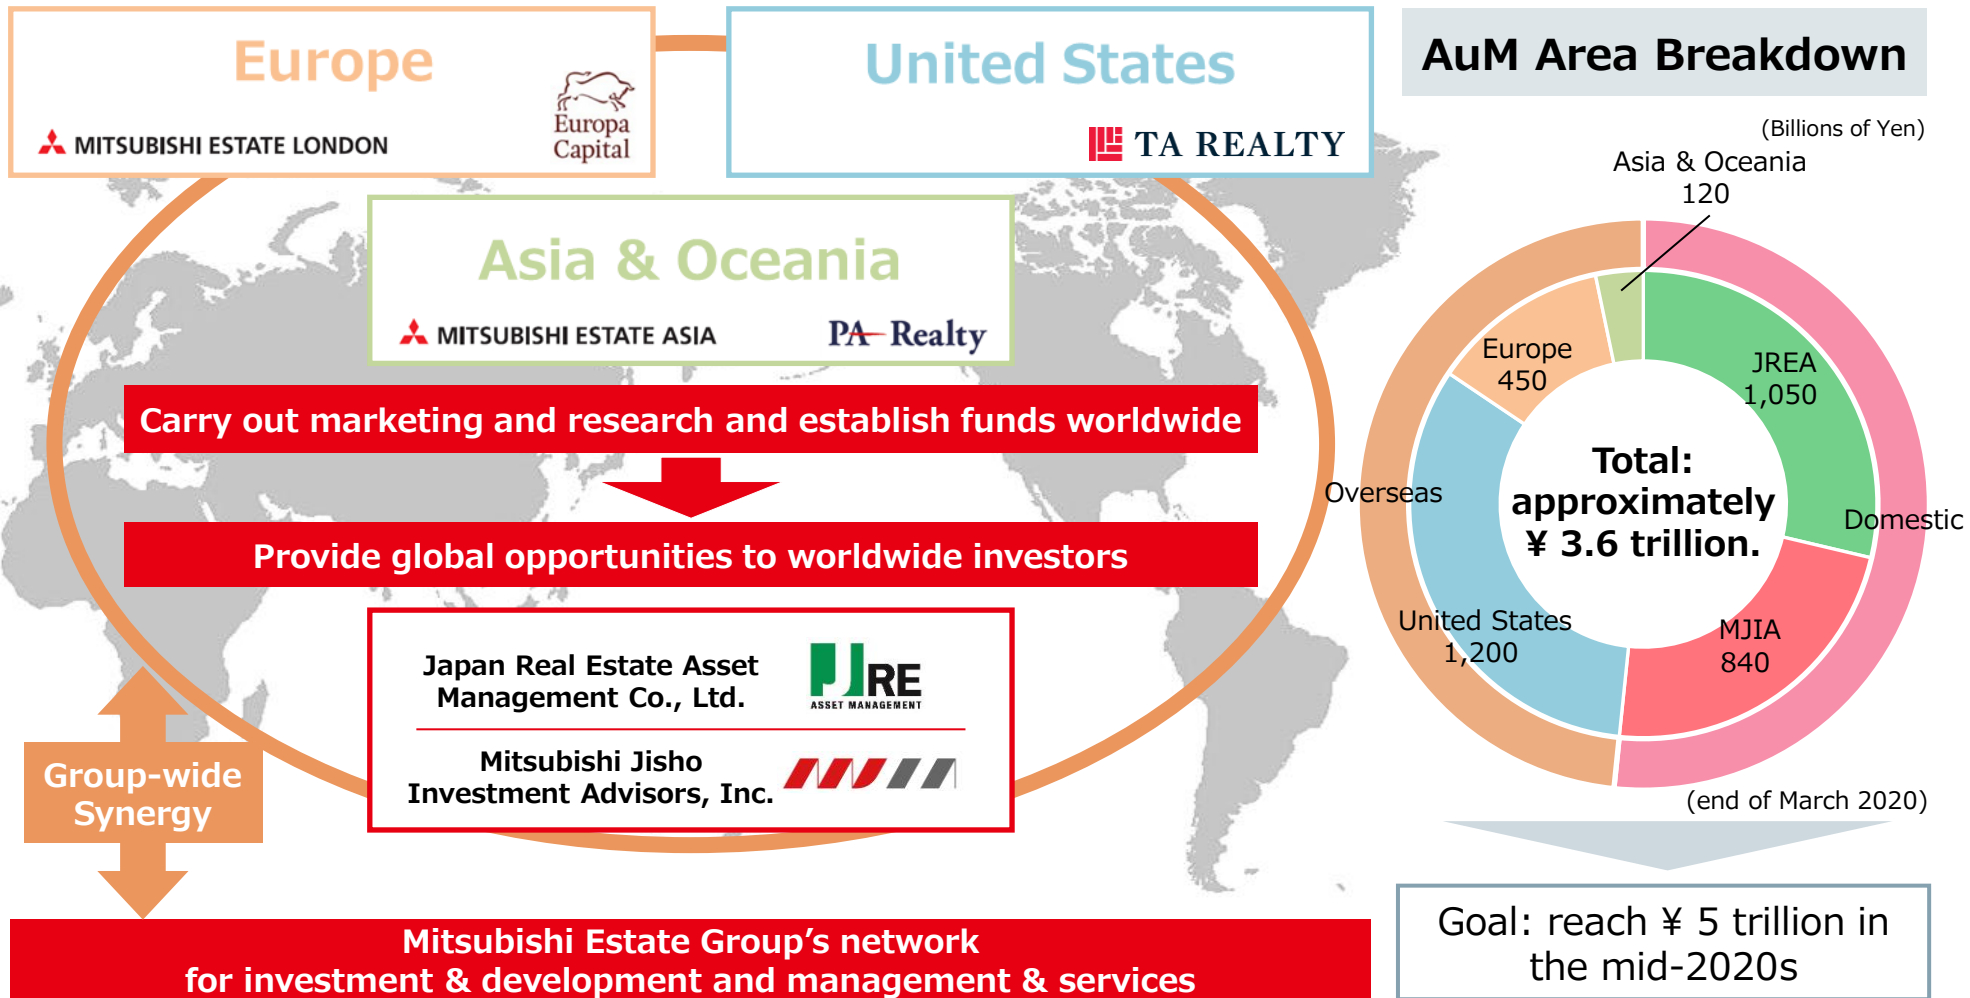 Europe
MITSUBISHI ESTATE LONDON
Europa
Capital
United States
TA REALTY
Asia & Oceania
MITSUBISHI ESTATE ASIA
PA Realty
Carry out marketing and research and establish funds worldwide
Provide global opportunities to worldwide investors
Japan Real Estate Asset
Management Co., Ltd.
JRE
ASSET MANAGEMENT
Mitsubishi Jisho
Investment Advisors, Inc.
Group-wide
Synergy
Mitsubishi Estate Group’s network
for investment & development and management & services
AuM Area Breakdown
(Billions of Yen)
Asia & Oceania
120
Europe
450
JREA
1,050
Total:
approximately
¥ 3.6 trillion.
Overseas
Domestic
United States
1,200
MJIA
840
(end of March 2020)
Goal: reach ¥ 5 trillion in
the mid-2020s